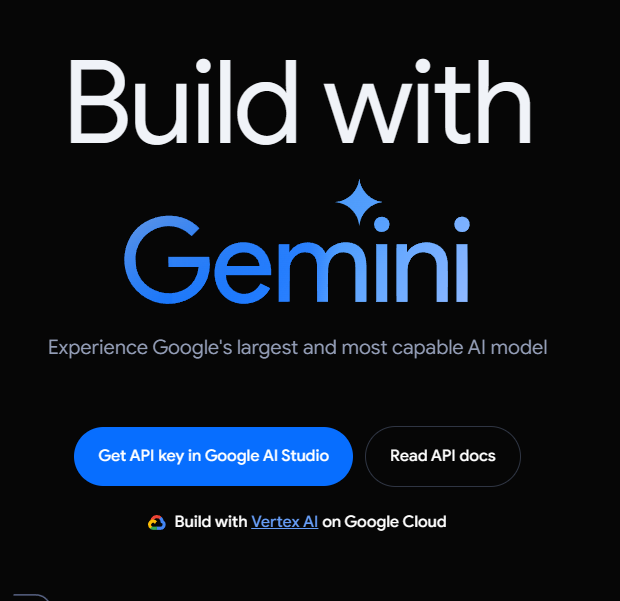 Build with
Gemini
Experience Google's largest and most capable AI model
Get API key in Google AI Studio
Read API docs
Build with Vertex AI on Google Cloud